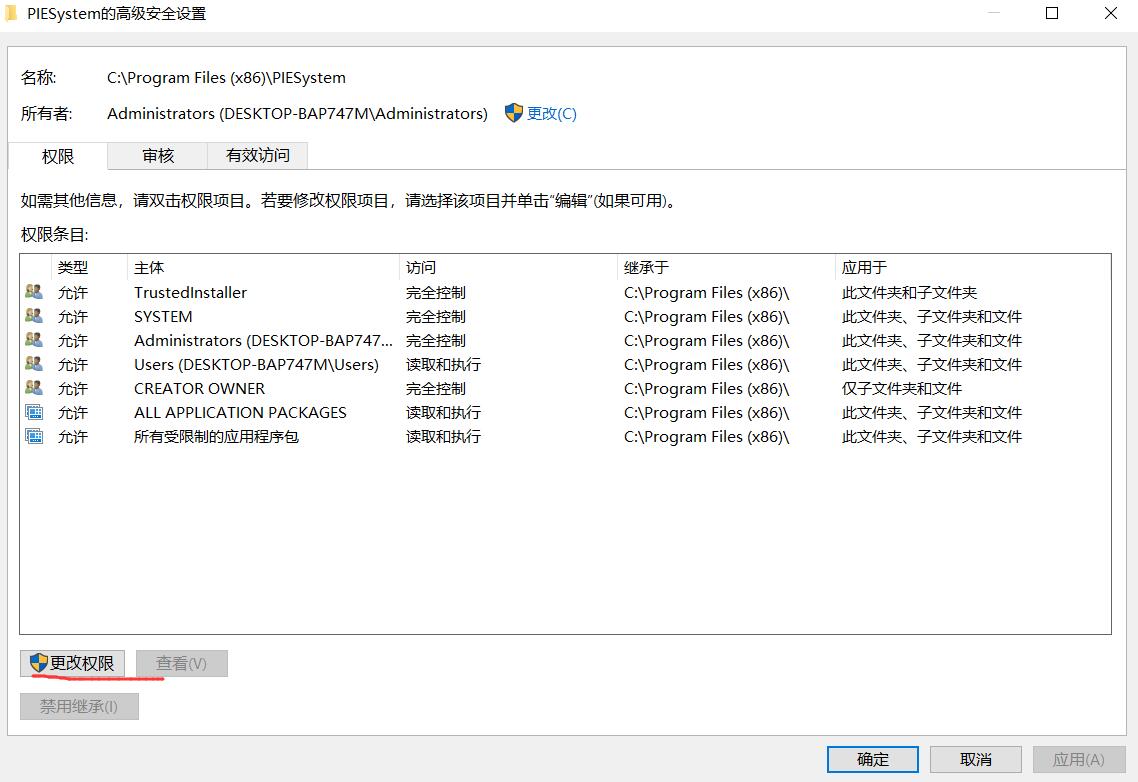 PIESystem的高级安全设置
名称: C:\Program Files (x86)\PIESystem
所有者: Administrators (DESKTOP-BAP747M\Administrators) 更改(C)
权限 审核 有效访问
如需其他信息，请双击权限项目。若要修改权限项目，请选择该项目并单击“编辑”(如果可用)。
权限条目:
类型 主体 访问 继承于 应用于
允许 TrustedInstaller 完全控制 C:\Program Files (x86)\ 此文件夹和子文件夹
允许 SYSTEM 完全控制 C:\Program Files (x86)\ 此文件夹、子文件夹和文件
允许 Administrators (DESKTOP-BAP747... 完全控制 C:\Program Files (x86)\ 此文件夹、子文件夹和文件
允许 Users (DESKTOP-BAP747M\Users) 读取和执行 C:\Program Files (x86)\ 此文件夹、子文件夹和文件
允许 CREATOR OWNER 完全控制 C:\Program Files (x86)\ 仅子文件夹和文件
允许 ALL APPLICATION PACKAGES 读取和执行 C:\Program Files (x86)\ 此文件夹、子文件夹和文件
允许 所有受限制的应用程序包 读取和执行 C:\Program Files (x86)\ 此文件夹、子文件夹和文件
更改权限 查看(V)
禁用继承(I)
确定 取消 应用(A)